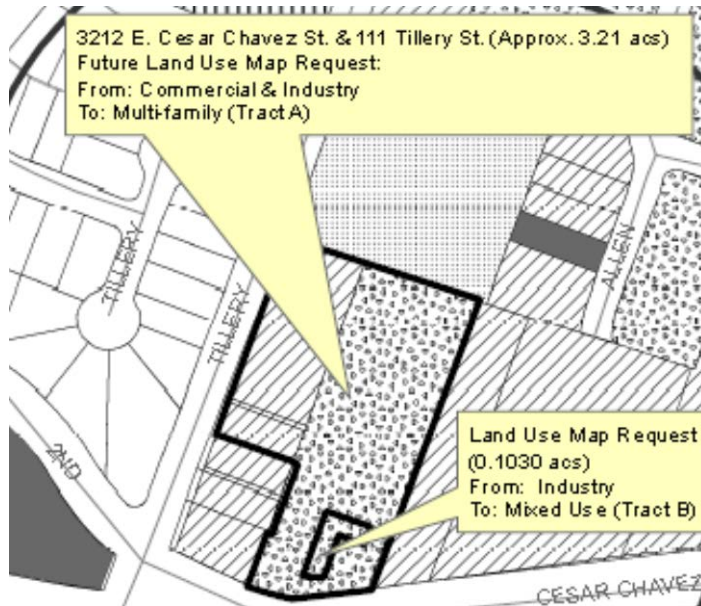 3212 E. Cesar Chavez St. & 111 Tillery St. (Approx. 3.21 acs)
Future Land Use Map Request:
From: Commercial & Industry
To: Multi-family (Tract A)
TILLERY
TILLERY
ALLEN
2ND
Land Use Map Request
(0.1030 acs)
From: Industry
To: Mixed Use (Tract B)
CESAR CHAVEZ